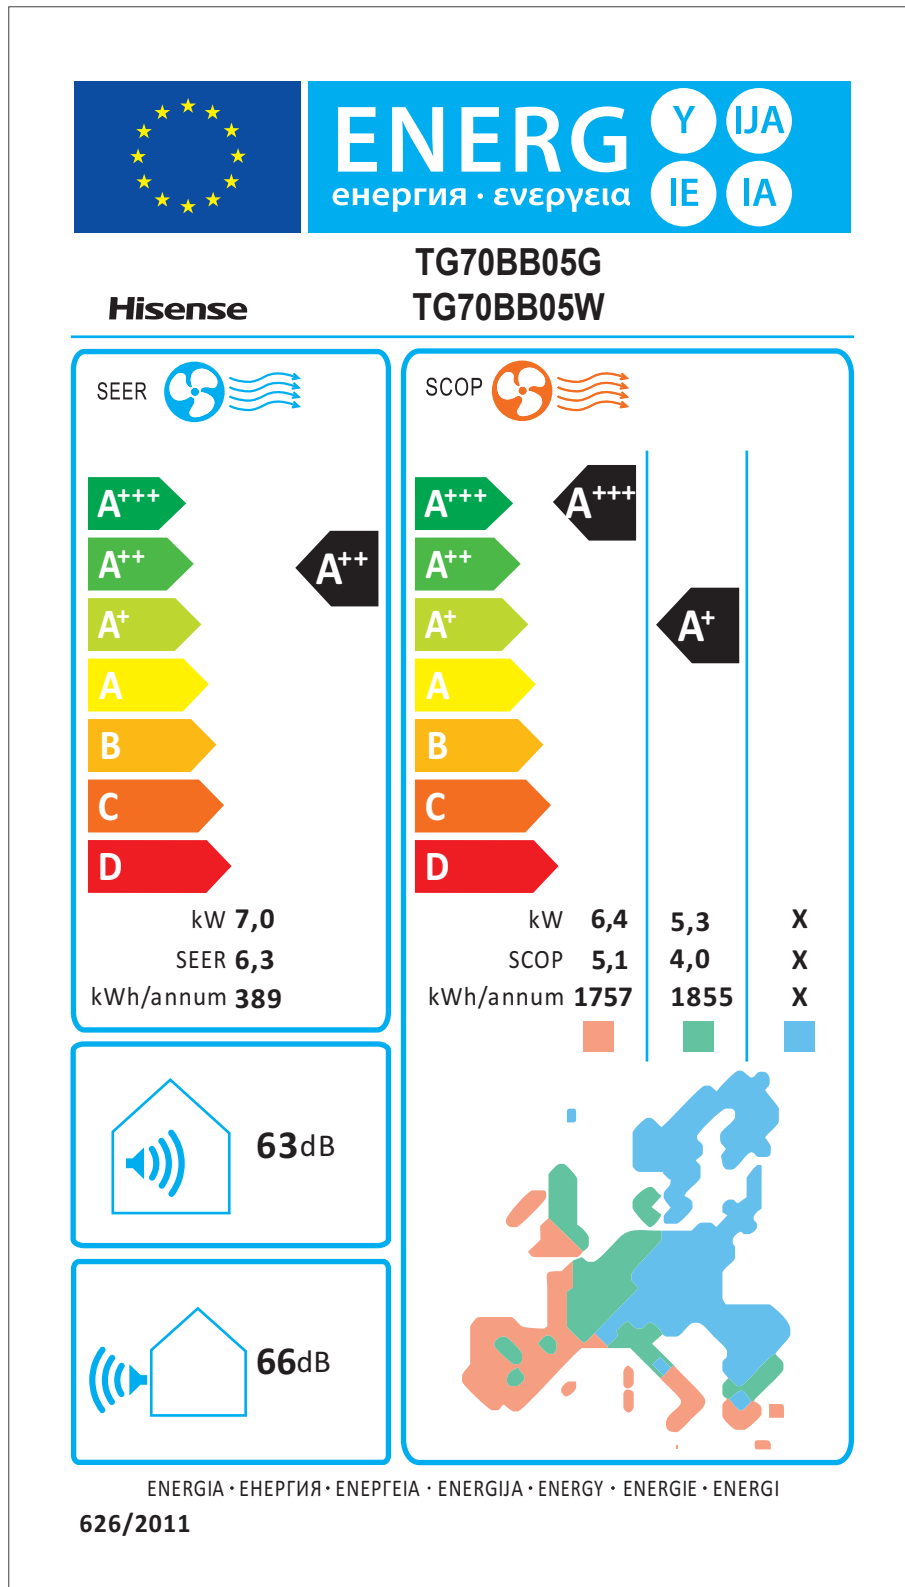 ENERG
енергия · ενεργεια
Y
IJA
IE
IA
TG70BB05G
Hisense
TG70BB05W
SEER
A+++
A++
A+
A
B
C
D
A++
kW 7,0
SEER 6,3
kWh/annum 389
SCOP
A+++
A++
A+
A
B
C
D
A+++
A+
kW 6,4 5,3 X
SCOP 5,1 4,0 X
kWh/annum 1757 1855 X
63dB
66dB
ENERGIA · ЕНЕРГИЯ · ΕΝΕΡΓΕΙΑ · ENERGIJA · ENERGY · ENERGIE · ENERGI
626/2011